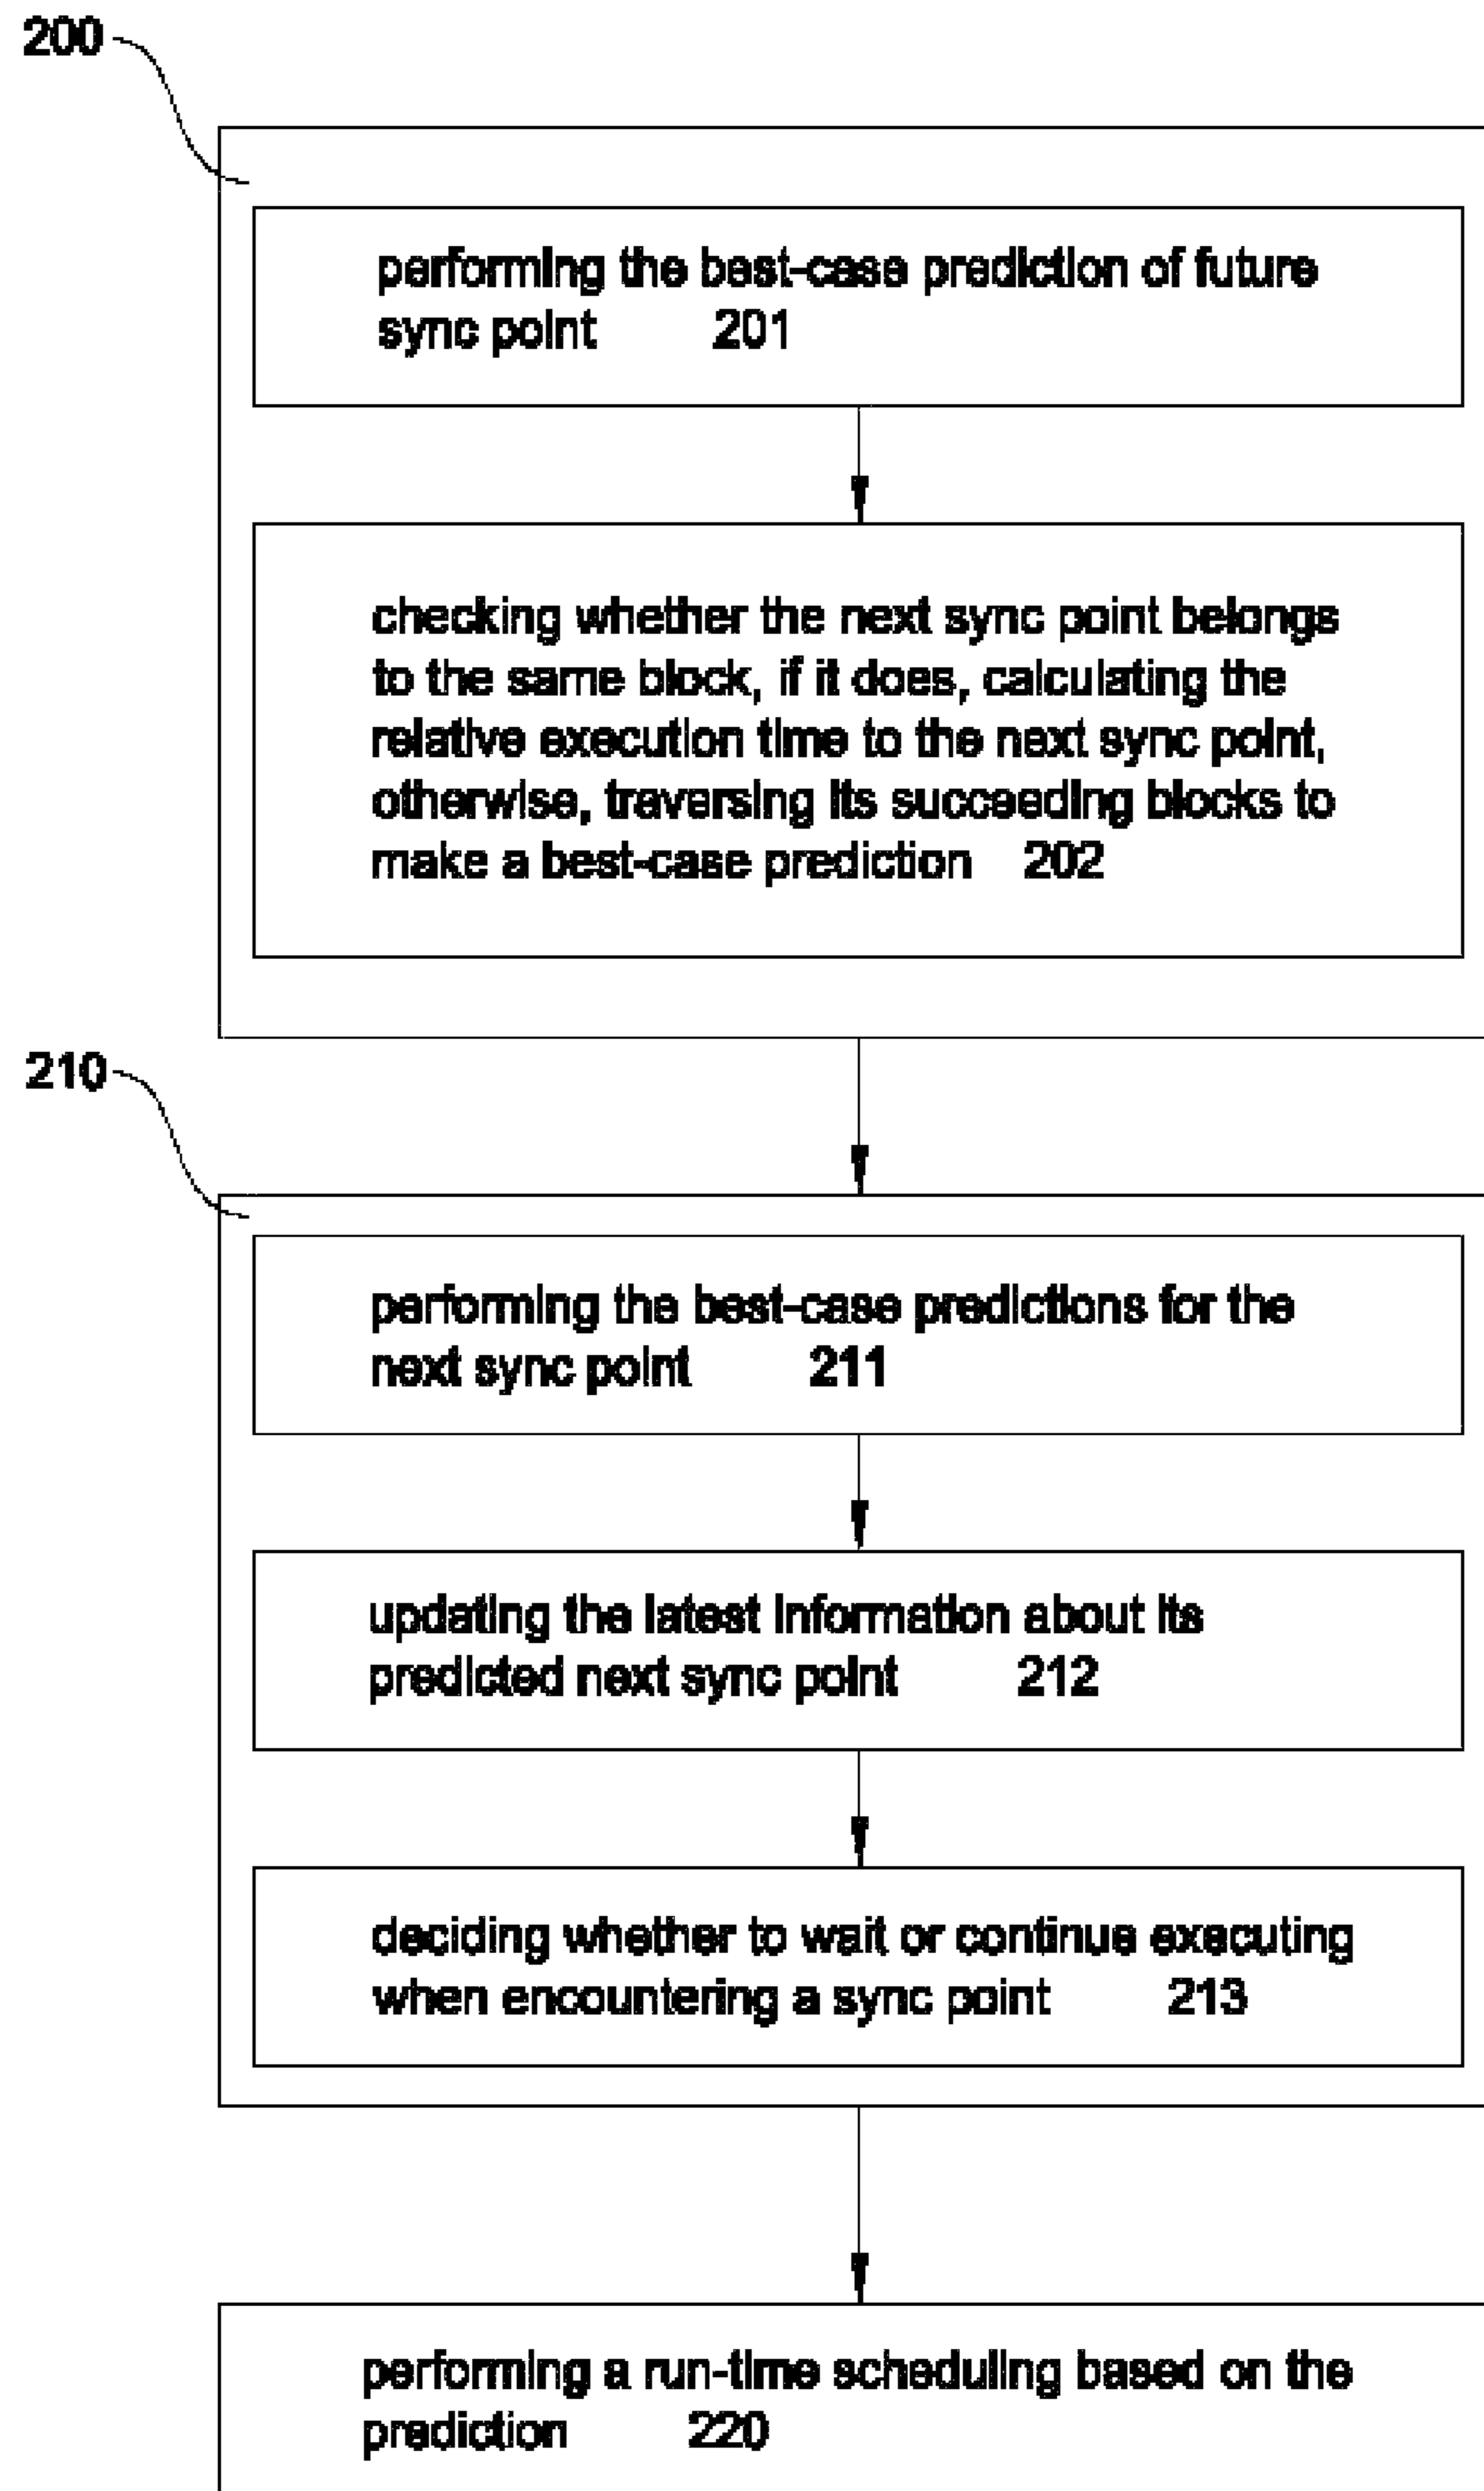 200
performing the best-case prediction of future
sync point 201
checking whether the next sync point belongs
to the same block, if it does, calculating the
relative execution time to the next sync point,
otherwise, traversing its succeeding blocks to
make a best-case prediction 202
210
performing the best-case predictions for the
next sync point 211
updating the latest information about its
predicted next sync point 212
deciding whether to wait or continue executing
when encountering a sync point 213
performing a run-time scheduling based on the
prediction 220